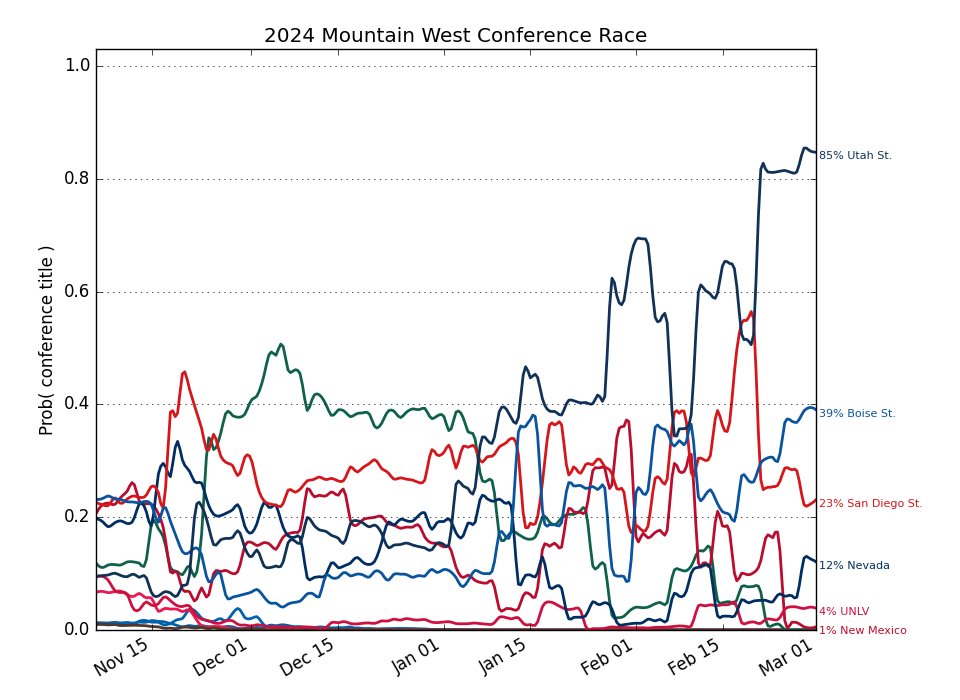 2024 Mountain West Conference Race
Prob( conference title )
1.0
0.8
0.6
0.4
0.2
0.0
85% Utah St.
39% Boise St.
23% San Diego St.
12% Nevada
4% UNLV
1% New Mexico
Nov 15
Dec 01
Dec 15
Jan 01
Jan 15
Feb 01
Feb 15
Mar 01